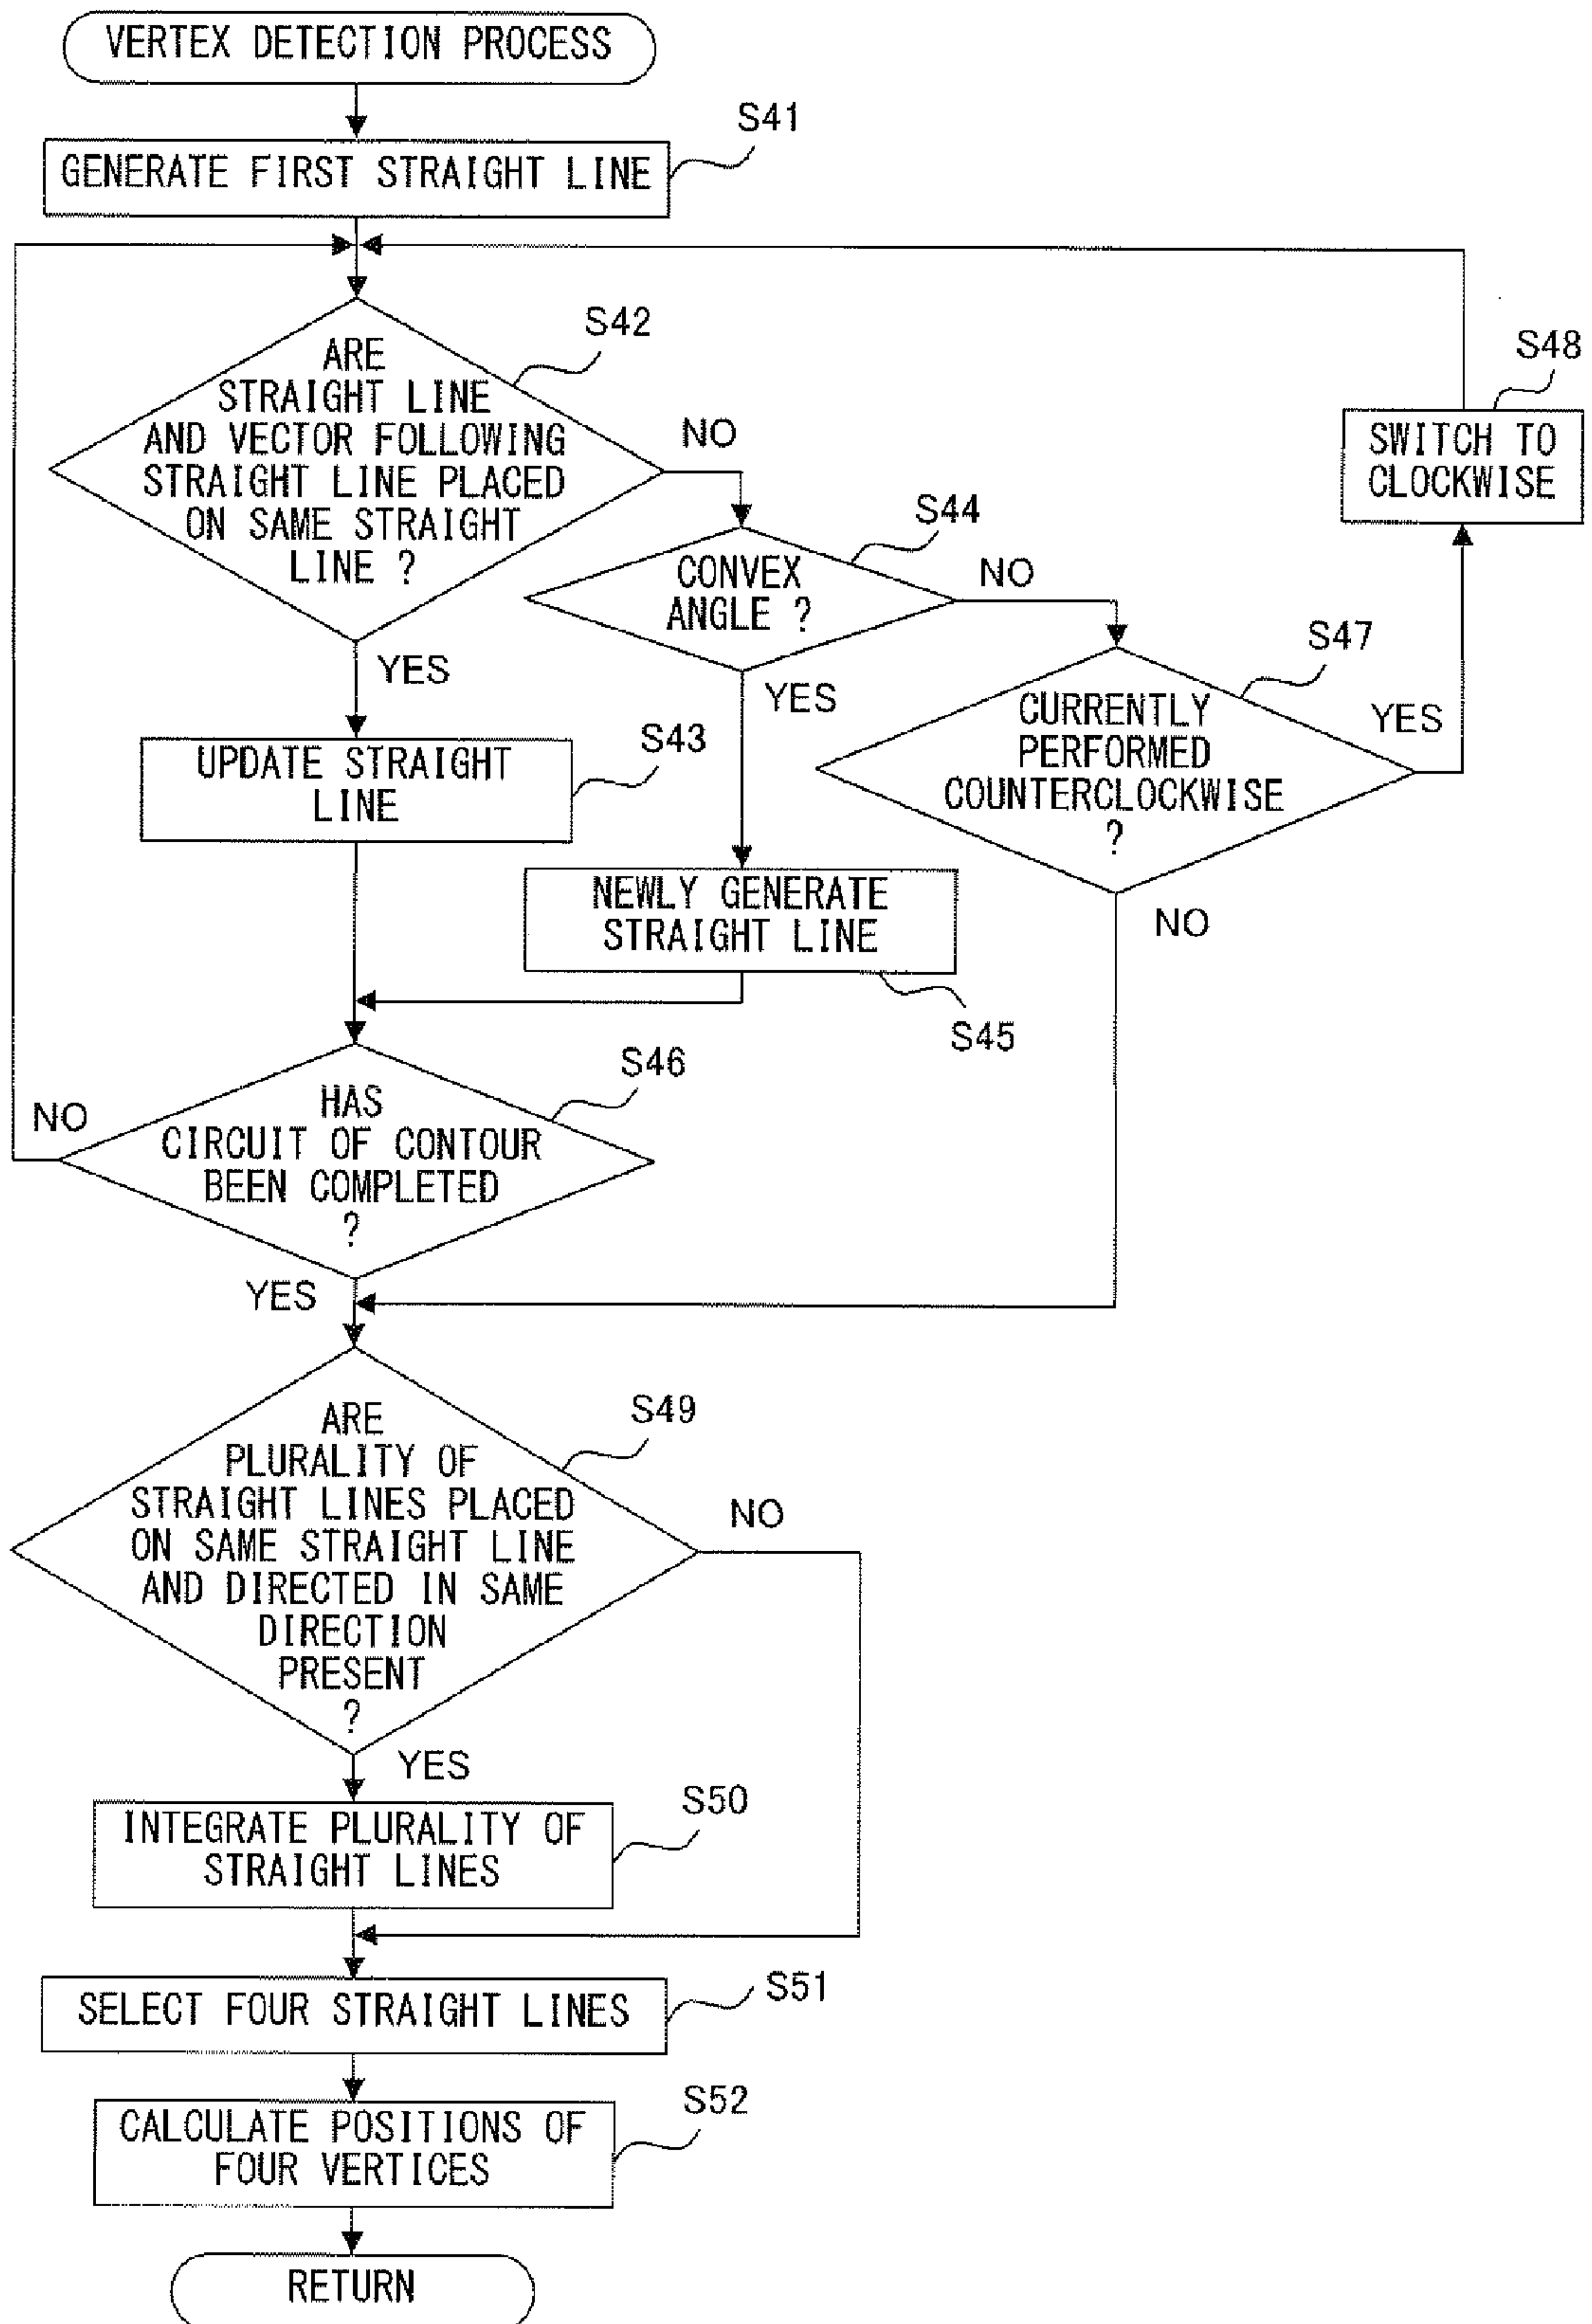 VERTEX DETECTION PROCESS
S41
GENERATE FIRST STRAIGHT LINE
S42
ARE
STRAIGHT LINE
AND VECTOR FOLLOWING
STRAIGHT LINE PLACED
ON SAME STRAIGHT
LINE ?
NO
YES
S48
SWITCH TO
CLOCKWISE
S44
CONVEX
ANGLE ?
NO
YES
S47
CURRENTLY
PERFORMED
COUNTERCLOCKWISE
?
YES
NO
S43
UPDATE STRAIGHT
LINE
NEWLY GENERATE
STRAIGHT LINE
S45
S46
HAS
CIRCUIT OF CONTOUR
BEEN COMPLETED
?
NO
YES
S49
ARE
PLURALITY OF
STRAIGHT LINES PLACED
ON SAME STRAIGHT LINE
AND DIRECTED IN SAME
DIRECTION
PRESENT
?
NO
YES
S50
INTEGRATE PLURALITY OF
STRAIGHT LINES
S51
SELECT FOUR STRAIGHT LINES
S52
CALCULATE POSITIONS OF
FOUR VERTICES
RETURN